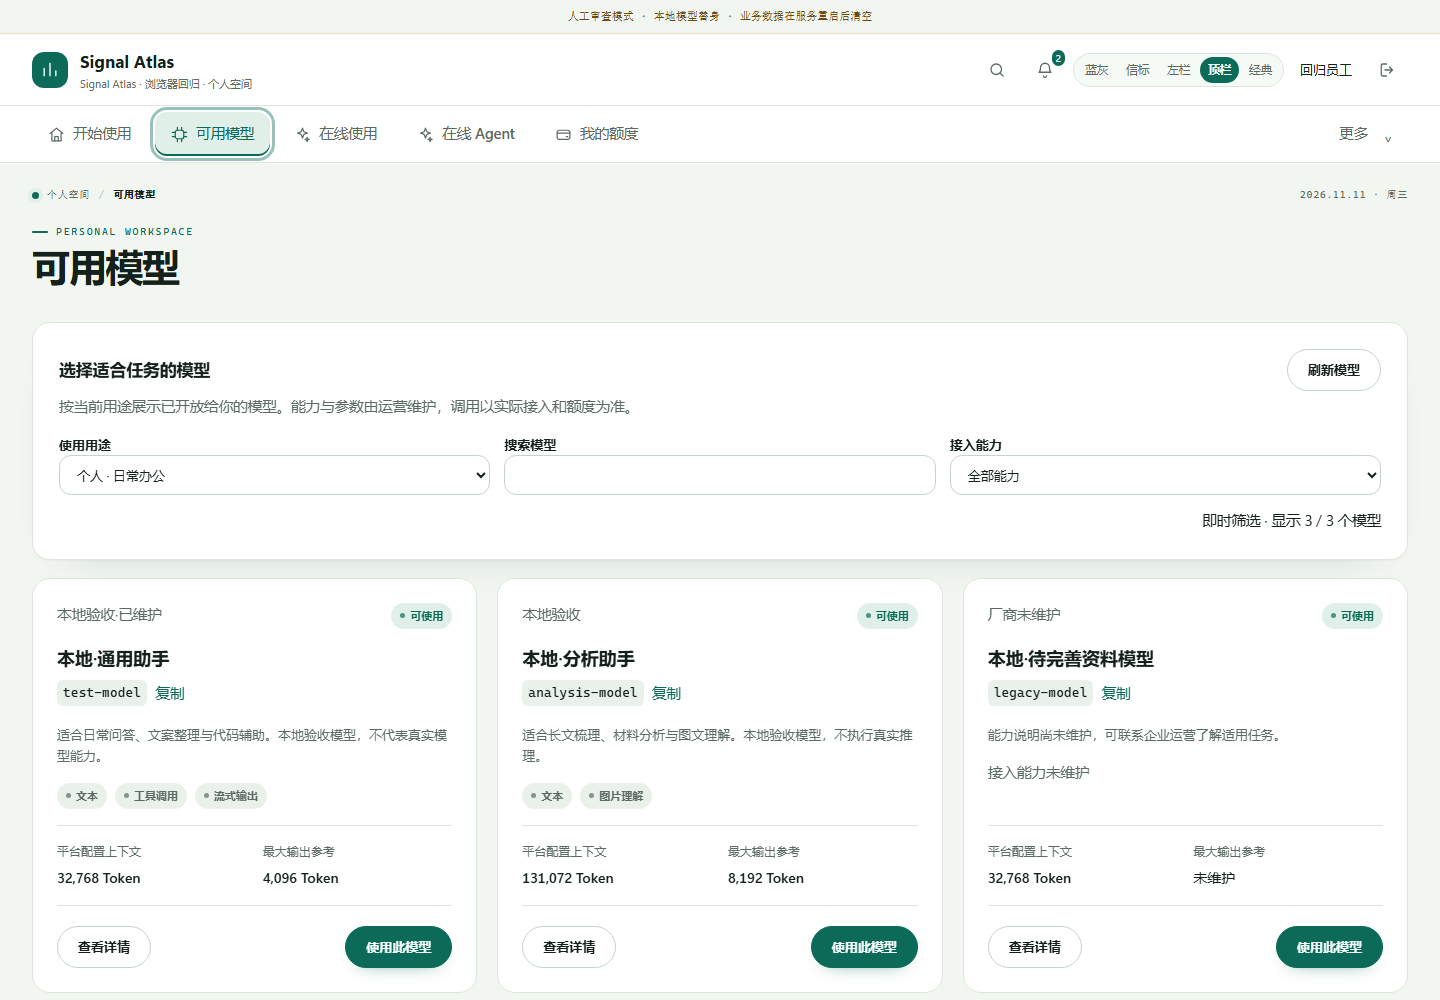 人工审查模式 · 本地模型替身 · 业务数据在服务重启后清空
Signal Atlas
Signal Atlas · 浏览器回归 · 个人空间
2
蓝灰 信标 左栏 顶栏 经典
回归员工
开始使用 可用模型 在线使用 在线 Agent 我的额度 更多
个人空间 / 可用模型
2026.11.11 · 周三
PERSONAL WORKSPACE
可用模型
选择适合任务的模型
刷新模型
按当前用途展示已开放给你的模型。能力与参数由运营维护，调用以实际接入和额度为准。
使用用途 搜索模型 接入能力
个人 · 日常办公 全部能力
即时筛选 · 显示 3 / 3 个模型
本地验收·已维护 可使用
本地·通用助手
test-model 复制
适合日常问答、文案整理与代码辅助。本地验收模型，不代表真实模
型能力。
文本 工具调用 流式输出
平台配置上下文 最大输出参考
32,768 Token 4,096 Token
查看详情 使用此模型
本地验收 可使用
本地·分析助手
analysis-model 复制
适合长文梳理、材料分析与图文理解。本地验收模型，不执行真实推
理。
文本 图片理解
平台配置上下文 最大输出参考
131,072 Token 8,192 Token
查看详情 使用此模型
厂商未维护 可使用
本地·待完善资料模型
legacy-model 复制
能力说明尚未维护，可联系企业运营了解适用任务。
接入能力未维护
平台配置上下文 最大输出参考
32,768 Token 未维护
查看详情 使用此模型